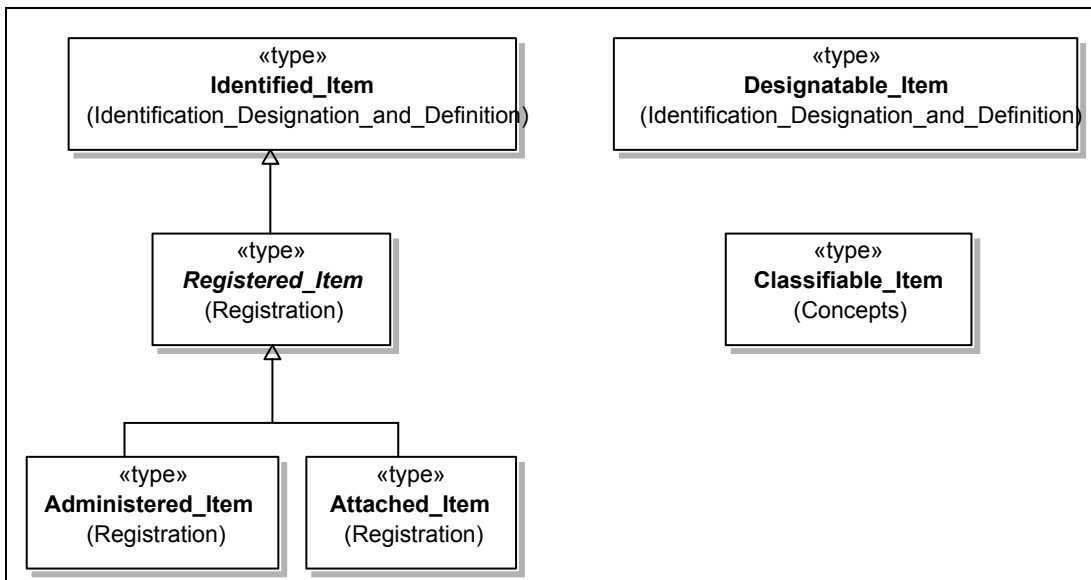 «type»
Identified_Item
(Identification_Designation_and_Definition)
«type»
Designatable_Item
(Identification_Designation_and_Definition)
«type»
Registered_Item
(Registration)
«type»
Classifiable_Item
(Concepts)
«type»
Administered_Item
(Registration)
«type»
Attached_Item
(Registration)